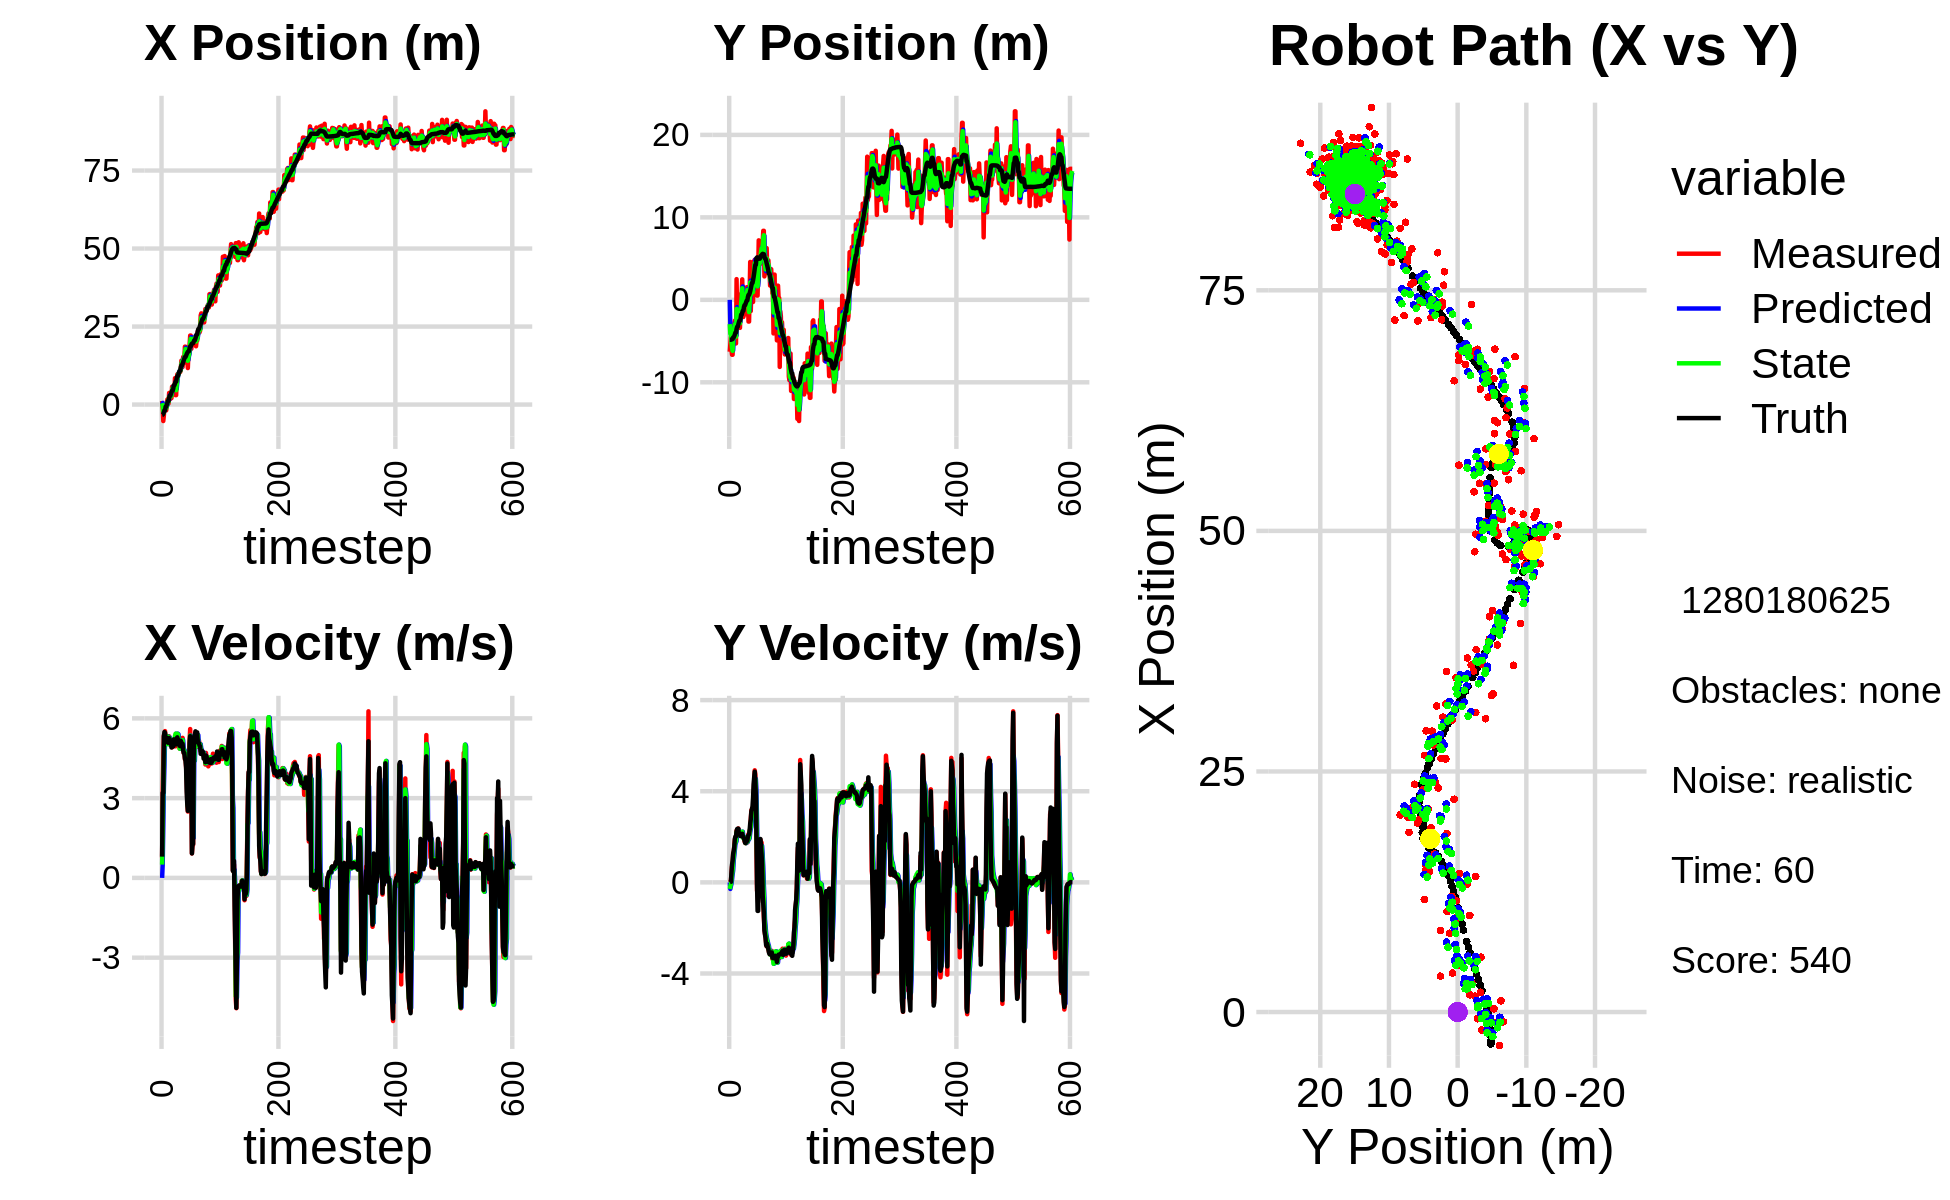 X Position (m)
75
50
25
0
0
200
400
600
timestep
Y Position (m)
20
10
0
-10
0
200
400
600
timestep
X Velocity (m/s)
6
3
0
-3
0
200
400
600
timestep
Y Velocity (m/s)
8
4
0
-4
0
200
400
600
timestep
Robot Path (X vs Y)
X Position (m)
75
50
25
0
20 10 0 -10 -20
Y Position (m)
variable
Measured
Predicted
State
Truth
1280180625
Obstacles: none
Noise: realistic
Time: 60
Score: 540